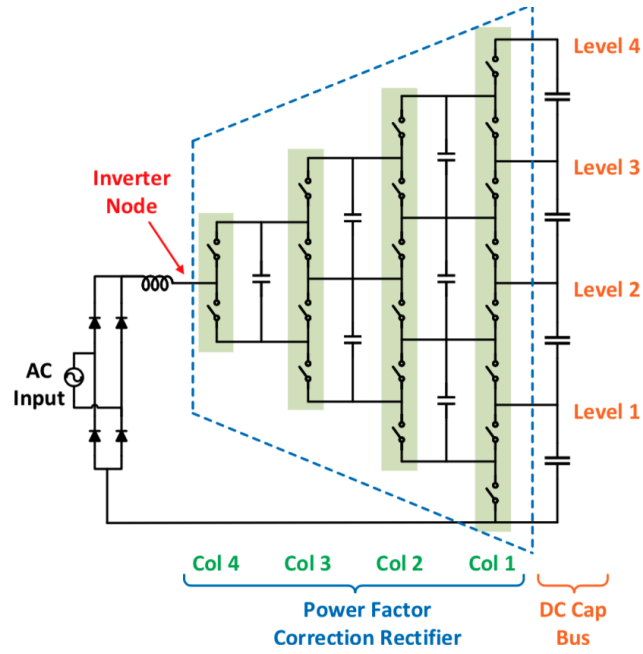 Level 4
Level 3
Inverter
Node
Level 2
AC
Input
Level 1
Col 4
Col 3
Col 2
Col 1
Power Factor
Correction Rectifier
DC Cap
Bus